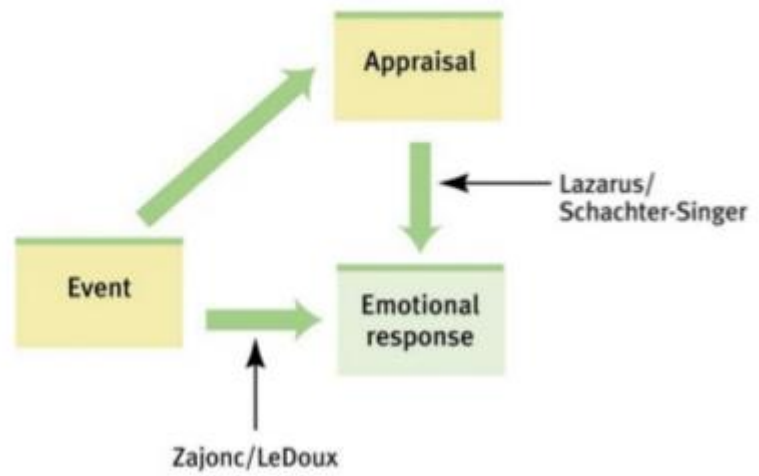 Appraisal
Lazarus/
Schachter-Singer
Event
Emotional
response
Zajonc/LeDoux